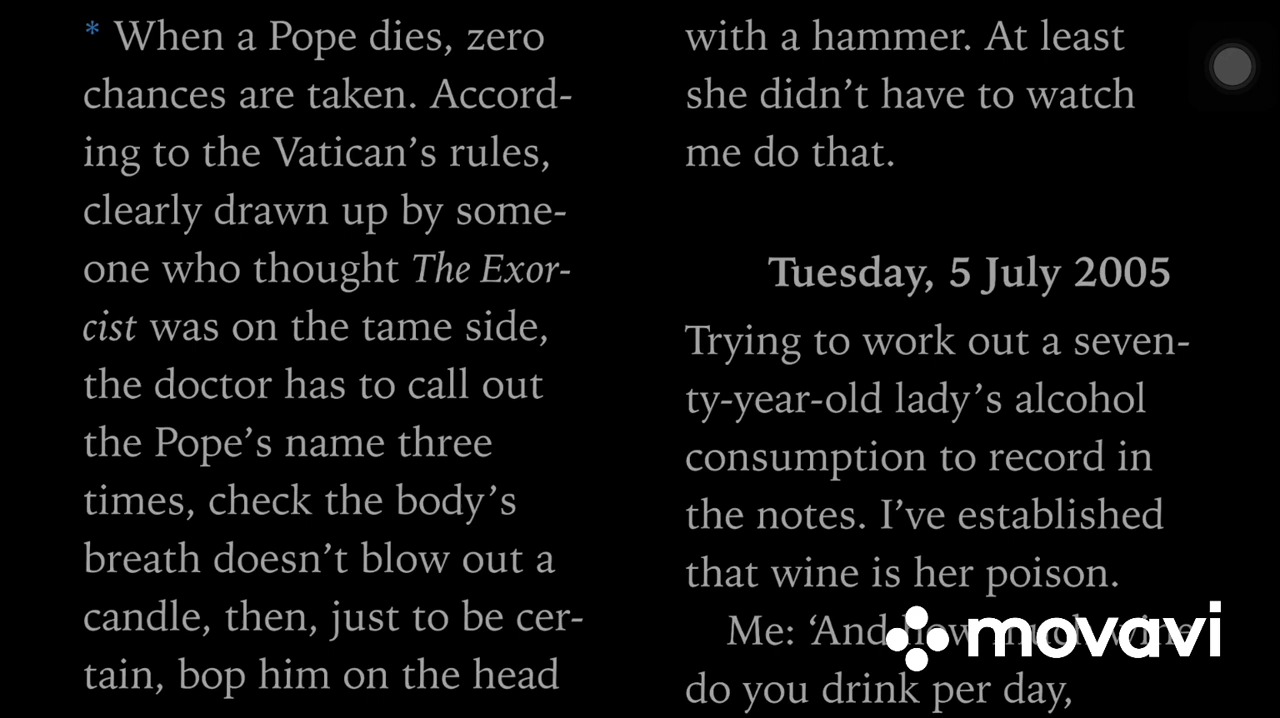 * When a Pope dies, zero
chances are taken. Accord-
ing to the Vatican's rules,
clearly drawn up by some-
one who thought The Exor-
cist was on the tame side,
the doctor has to call out
the Pope's name three
times, check the body's
breath doesn't blow out a
candle, then, just to be cer-
tain, bop him on the head
with a hammer. At least
she didn't have to watch
me do that.
Tuesday, 5 July 2005
Trying to work out a seven-
ty-year-old lady's alcohol
consumption to record in
the notes. I've established
that wine is her poison.
Me: 'And how much wine
do you drink per day,
movavi